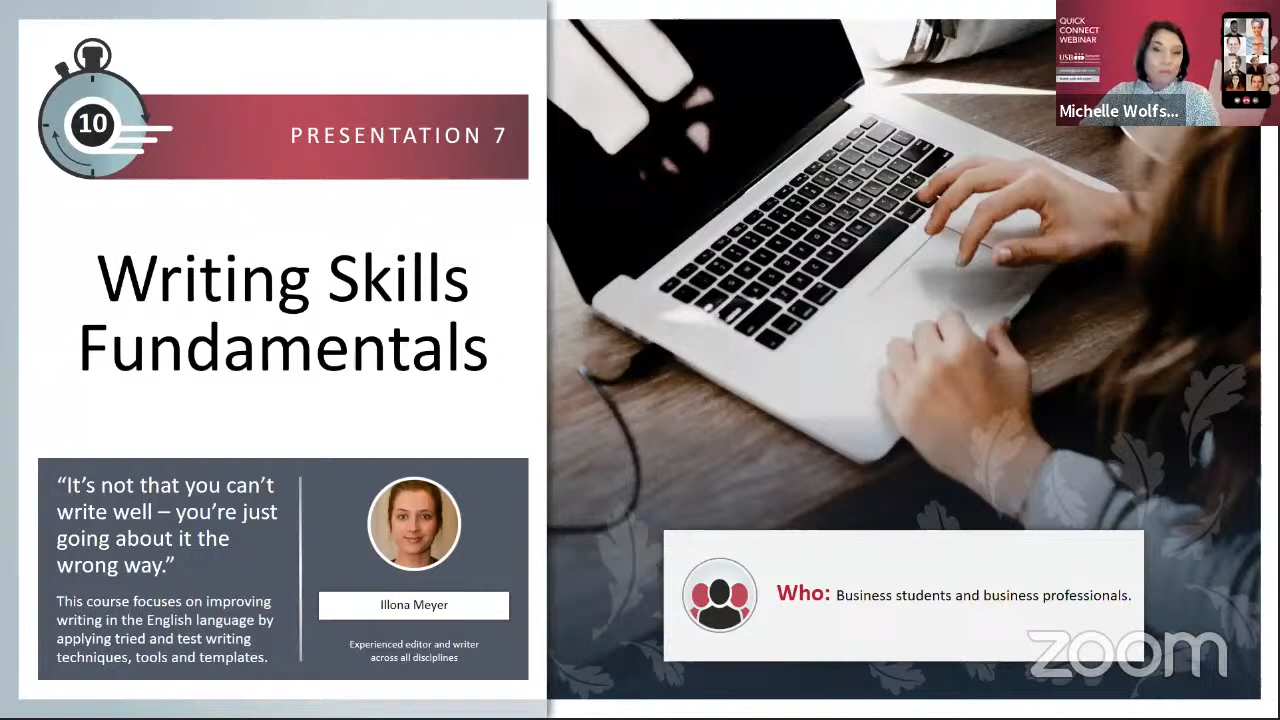 10
PRESENTATION 7
Writing Skills
Fundamentals
“It’s not that you can’t
write well – you’re just
going about it the
wrong way.”
This course focuses on improving
writing in the English language by
applying tried and test writing
techniques, tools and templates.
Illona Meyer
Experienced editor and writer
across all disciplines
Who: Business students and business professionals.
zoom
QUICK
CONNECT
WEBINAR
USB
Michelle Wolfs...